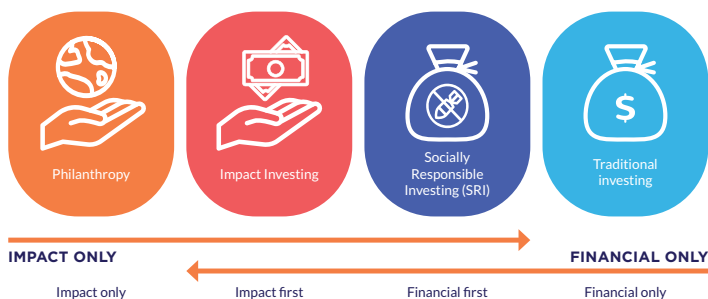 $
Philanthropy
Impact Investing
Socially
Responsible
Investing (SRI)
Traditional
investing
IMPACT ONLY
FINANCIAL ONLY
Impact only
Impact first
Financial first
Financial only